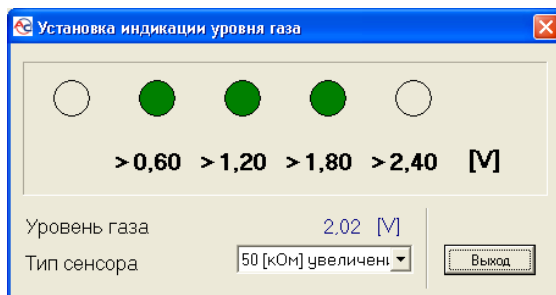 Установка индикации уровня газа
>0,60 >1,20 >1,80 >2,40 [V]
Уровень газа 2,02 [V]
Тип сенсора 50 [кОм] увеличени Выход